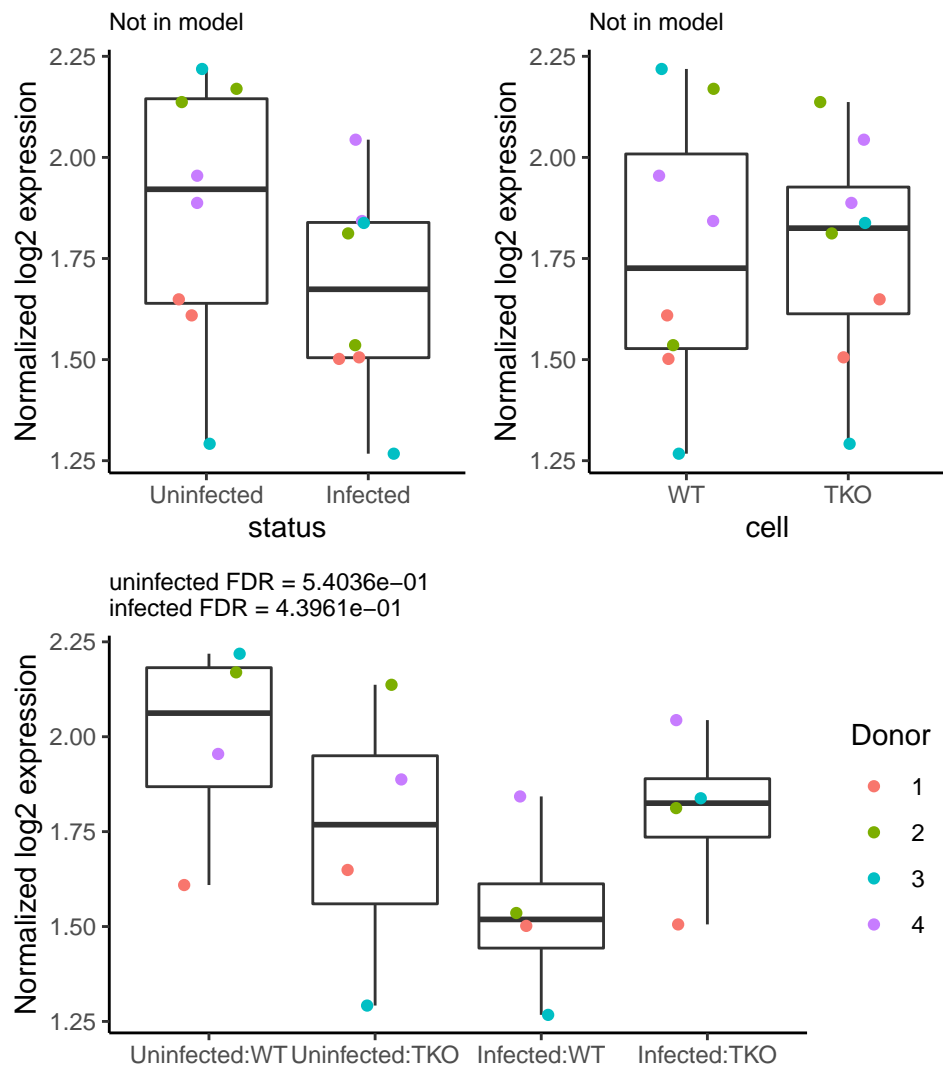 Not in model
Normalized log2 expression
2.25
2.00
1.75
1.50
1.25
Uninfected
Infected
status
Not in model
Normalized log2 expression
2.25
2.00
1.75
1.50
1.25
WT
TKO
cell
uninfected FDR = 5.4036e−01
infected FDR = 4.3961e−01
Normalized log2 expression
2.25
2.00
1.75
1.50
1.25
Uninfected:WT
Uninfected:TKO
Infected:WT
Infected:TKO
Donor
1
2
3
4